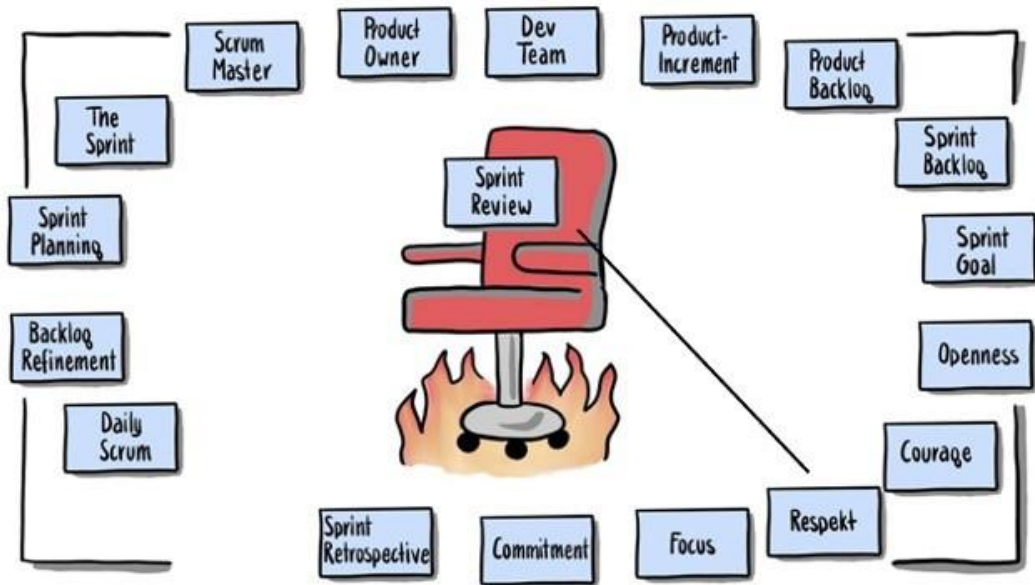 Scrum
Master
Product
Owner
Dev
Team
Product-
Increment
Product
Backlog
The
Sprint
Sprint
Backlog
Sprint
Review
Sprint
Planning
Sprint
Goal
Backlog
Refinement
Openness
Daily
Scrum
Courage
Sprint
Retrospective
Commitment
Focus
Respekt